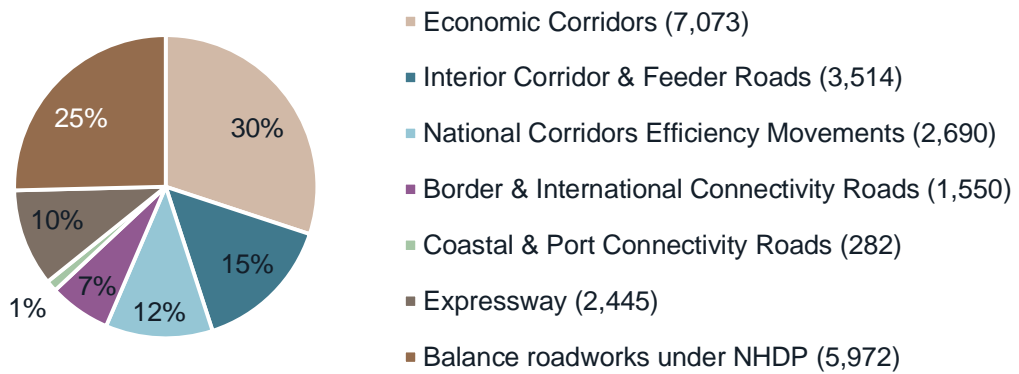 30%
15%
12%
7%
1%
10%
25%
Economic Corridors (7,073)
Interior Corridor & Feeder Roads (3,514)
National Corridors Efficiency Movements (2,690)
Border & International Connectivity Roads (1,550)
Coastal & Port Connectivity Roads (282)
Expressway (2,445)
Balance roadworks under NHDP (5,972)